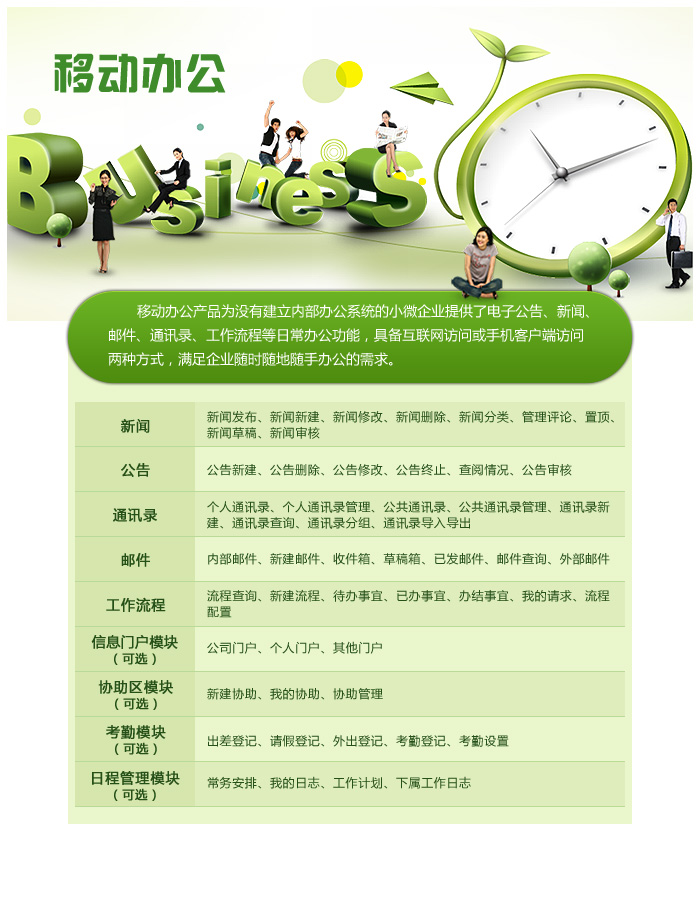 移动办公
Business
移动办公产品为没有建立内部办公系统的小微企业提供了电子公告、新闻、
邮件、通讯录、工作流程等日常办公功能，具备互联网访问或手机客户端访问
两种方式，满足企业随时随地随手办公的需求。
新闻
新闻发布、新闻新建、新闻修改、新闻删除、新闻分类、管理评论、置顶、
新闻草稿、新闻审核
公告
公告新建、公告删除、公告修改、公告终止、查阅情况、公告审核
通讯录
个人通讯录、个人通讯录管理、公共通讯录、公共通讯录管理、通讯录新
建、通讯录查询、通讯录分组、通讯录导入导出
邮件
内部邮件、新建邮件、收件箱、草稿箱、已发邮件、邮件查询、外部邮件
工作流程
流程查询、新建流程、待办事宜、已办事宜、办结事宜、我的请求、流程
配置
信息门户模块
（可选）
公司门户、个人门户、其他门户
协助区模块
（可选）
新建协助、我的协助、协助管理
考勤模块
（可选）
出差登记、请假登记、外出登记、考勤登记、考勤设置
日程管理模块
（可选）
常务安排、我的日志、工作计划、下属工作日志